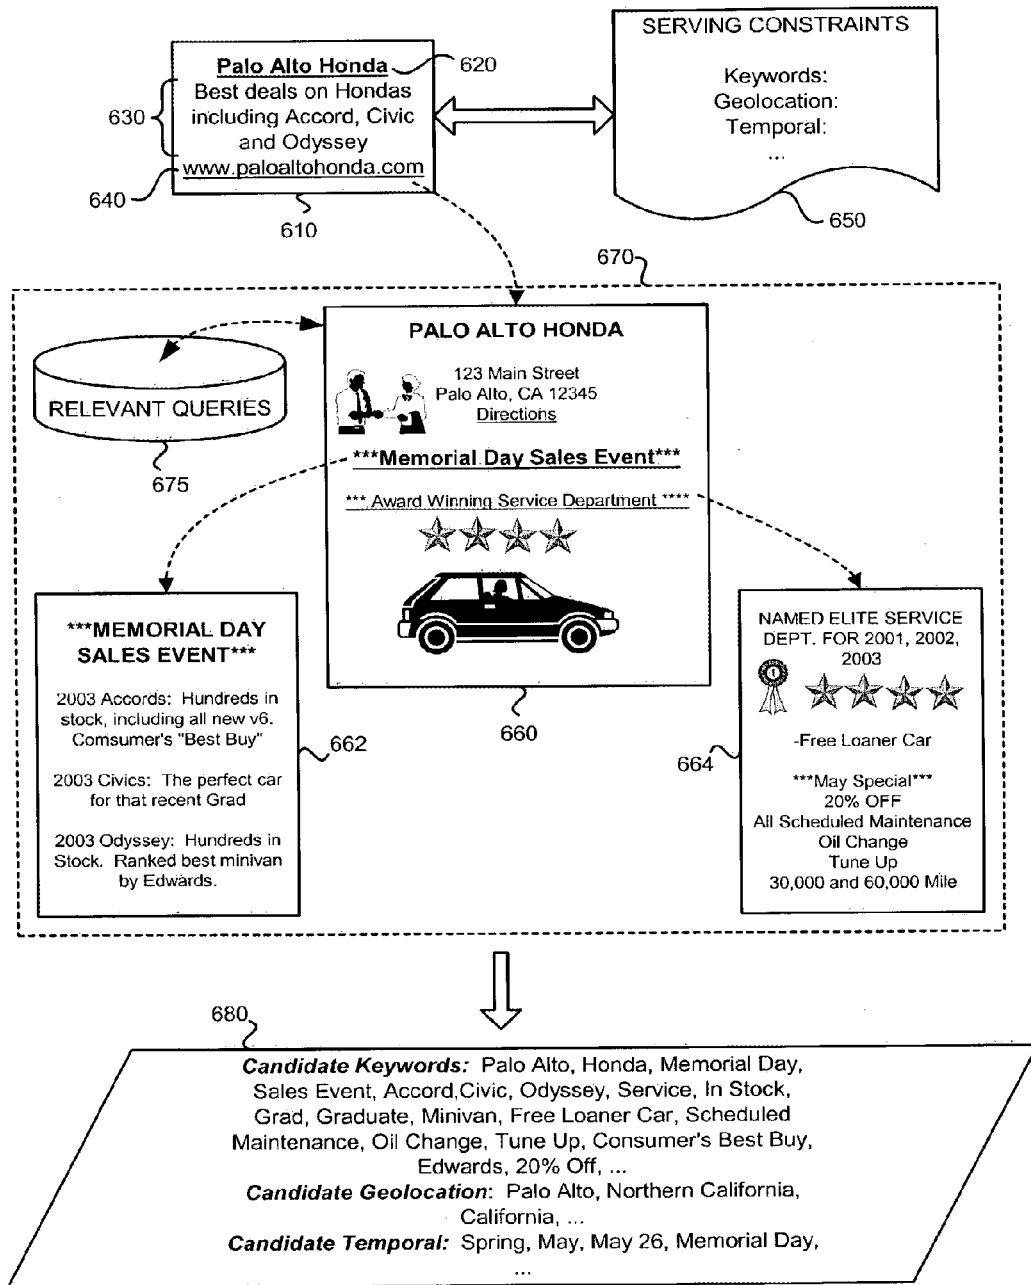 SERVING CONSTRAINTS
Keywords:
Geolocation:
Temporal:
...
650
Palo Alto Honda
620
630
Best deals on Hondas
including Accord, Civic
and Odyssey
www.paloaltohonda.com
640
610
670
RELEVANT QUERIES
675
PALO ALTO HONDA
123 Main Street
Palo Alto, CA 12345
Directions
***Memorial Day Sales Event***
*** Award Winning Service Department ****
660
***MEMORIAL DAY
SALES EVENT***
2003 Accords: Hundreds in
stock, including all new v6.
Comsumer's "Best Buy"
2003 Civics: The perfect car
for that recent Grad
2003 Odyssey: Hundreds in
Stock. Ranked best minivan
by Edwards.
662
NAMED ELITE SERVICE
DEPT. FOR 2001, 2002,
2003
1
-Free Loaner Car
***May Special***
20% OFF
All Scheduled Maintenance
Oil Change
Tune Up
30,000 and 60,000 Mile
664
680
Candidate Keywords: Palo Alto, Honda, Memorial Day,
Sales Event, Accord,Civic, Odyssey, Service, In Stock,
Grad, Graduate, Minivan, Free Loaner Car, Scheduled
Maintenance, Oil Change, Tune Up, Consumer's Best Buy,
Edwards, 20% Off, ...
Candidate Geolocation: Palo Alto, Northern California,
California, ...
Candidate Temporal: Spring, May, May 26, Memorial Day,
...